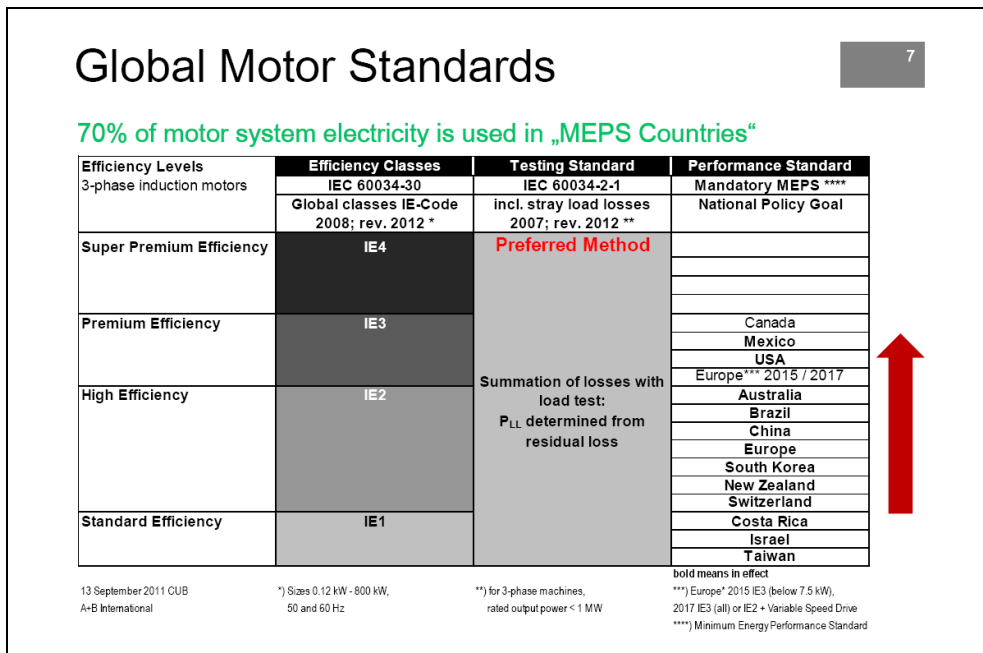 Global Motor Standards
7
70% of motor system electricity is used in „MEPS Countries“
Efficiency Levels
3-phase induction motors
Efficiency Classes
Testing Standard
Performance Standard
IEC 60034-30
IEC 60034-2-1
Mandatory MEPS ****
Global classes IE-Code
2008; rev. 2012 *
incl. stray load losses
2007; rev. 2012 **
National Policy Goal
Super Premium Efficiency
IE4
Preferred Method
Premium Efficiency
IE3
Canada
Mexico
USA
Europe*** 2015 / 2017
High Efficiency
IE2
Summation of losses with
load test:
PLL determined from
residual loss
Australia
Brazil
China
Europe
South Korea
New Zealand
Switzerland
Standard Efficiency
IE1
Costa Rica
Israel
Taiwan
bold means in effect
13 September 2011 CUB
A+B International
*) Sizes 0.12 kW - 800 kW,
50 and 60 Hz
**) for 3-phase machines,
rated output power < 1 MW
***) Europe* 2015 IE3 (below 7.5 kW),
2017 IE3 (all) or IE2 + Variable Speed Drive
****) Minimum Energy Performance Standard